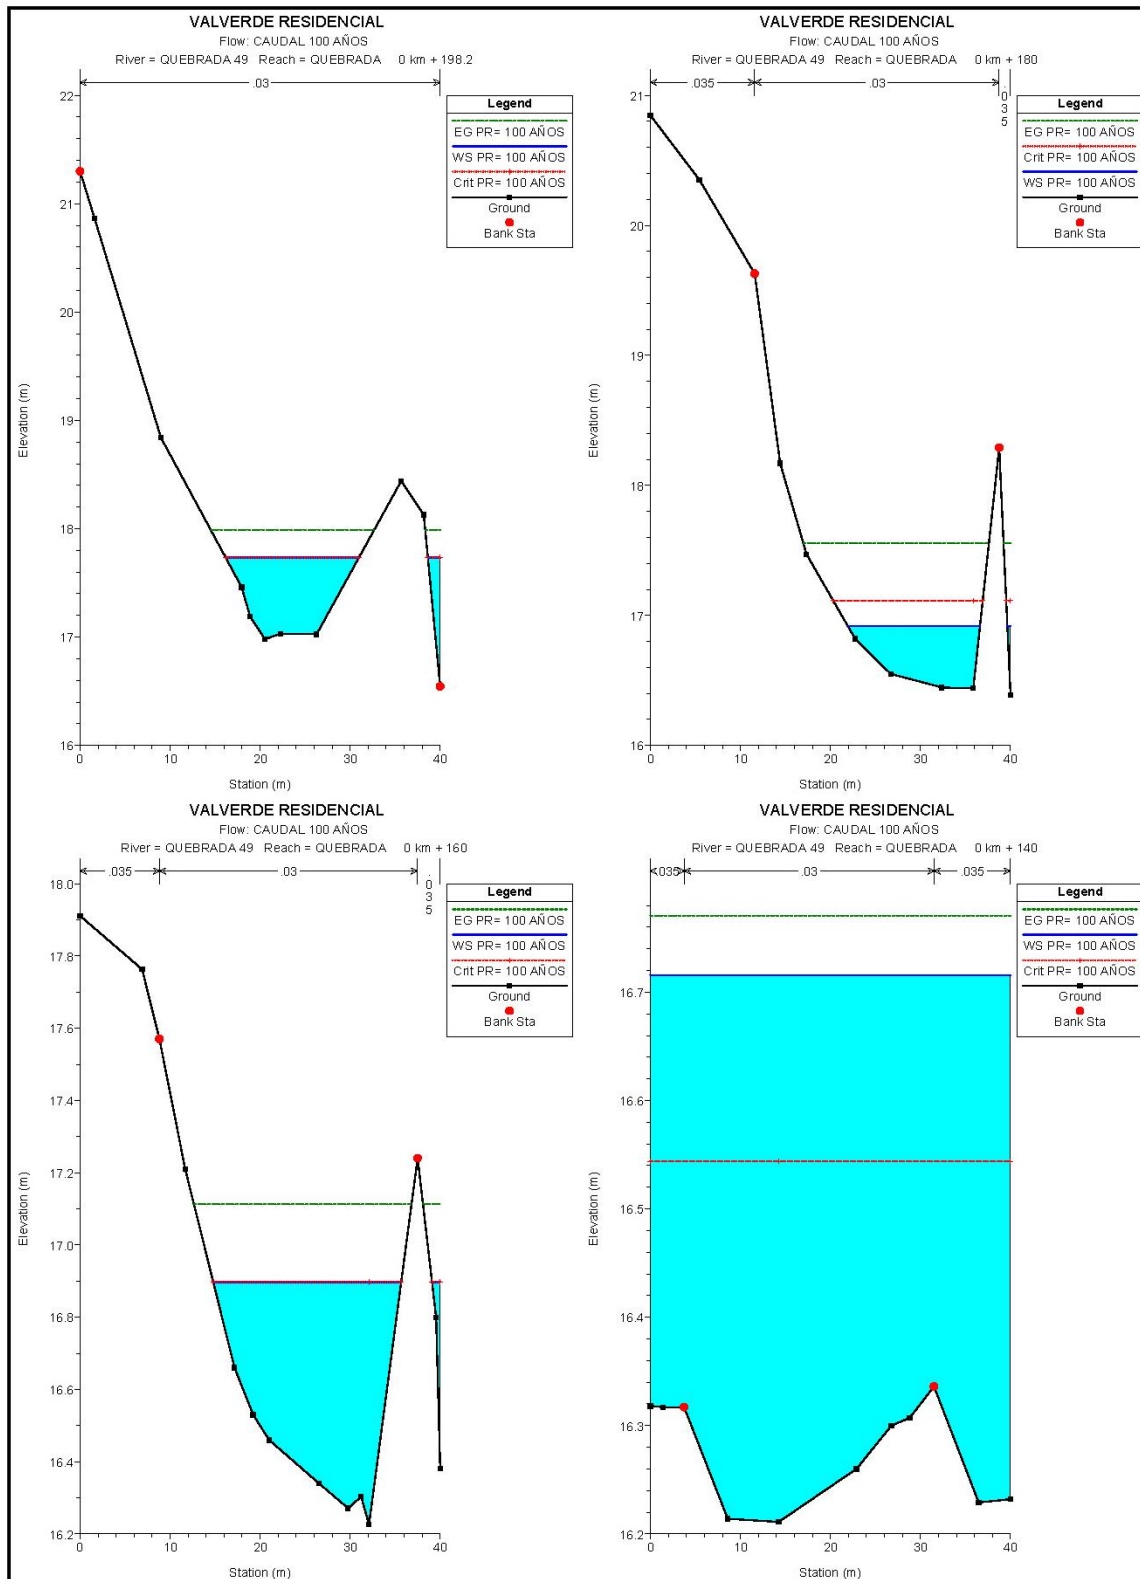 VALVERDE RESIDENCIAL
Flow: CAUDAL 100 AÑOS
River = QUEBRADA 49 Reach = QUEBRADA 0 km + 198.2
.03
22
21
20
19
18
17
16
Elevation (m)
0 10 20 30 40
Station (m)
Legend
EG PR= 100 AÑOS
WS PR= 100 AÑOS
Crit PR= 100 AÑOS
Ground
Bank Sta
VALVERDE RESIDENCIAL
Flow: CAUDAL 100 AÑOS
River = QUEBRADA 49 Reach = QUEBRADA 0 km + 180
.035 .03 .035
21
20
19
18
17
16
Elevation (m)
0 10 20 30 40
Station (m)
Legend
EG PR= 100 AÑOS
Crit PR= 100 AÑOS
WS PR= 100 AÑOS
Ground
Bank Sta
VALVERDE RESIDENCIAL
Flow: CAUDAL 100 AÑOS
River = QUEBRADA 49 Reach = QUEBRADA 0 km + 160
.035 .03 .035
18.0
17.8
17.6
17.4
17.2
17.0
16.8
16.6
16.4
16.2
Elevation (m)
0 10 20 30 40
Station (m)
Legend
EG PR= 100 AÑOS
WS PR= 100 AÑOS
Crit PR= 100 AÑOS
Ground
Bank Sta
VALVERDE RESIDENCIAL
Flow: CAUDAL 100 AÑOS
River = QUEBRADA 49 Reach = QUEBRADA 0 km + 140
.035 .03 .035
16.7
16.6
16.5
16.4
16.3
16.2
Elevation (m)
0 10 20 30 40
Station (m)
Legend
EG PR= 100 AÑOS
WS PR= 100 AÑOS
Crit PR= 100 AÑOS
Ground
Bank Sta